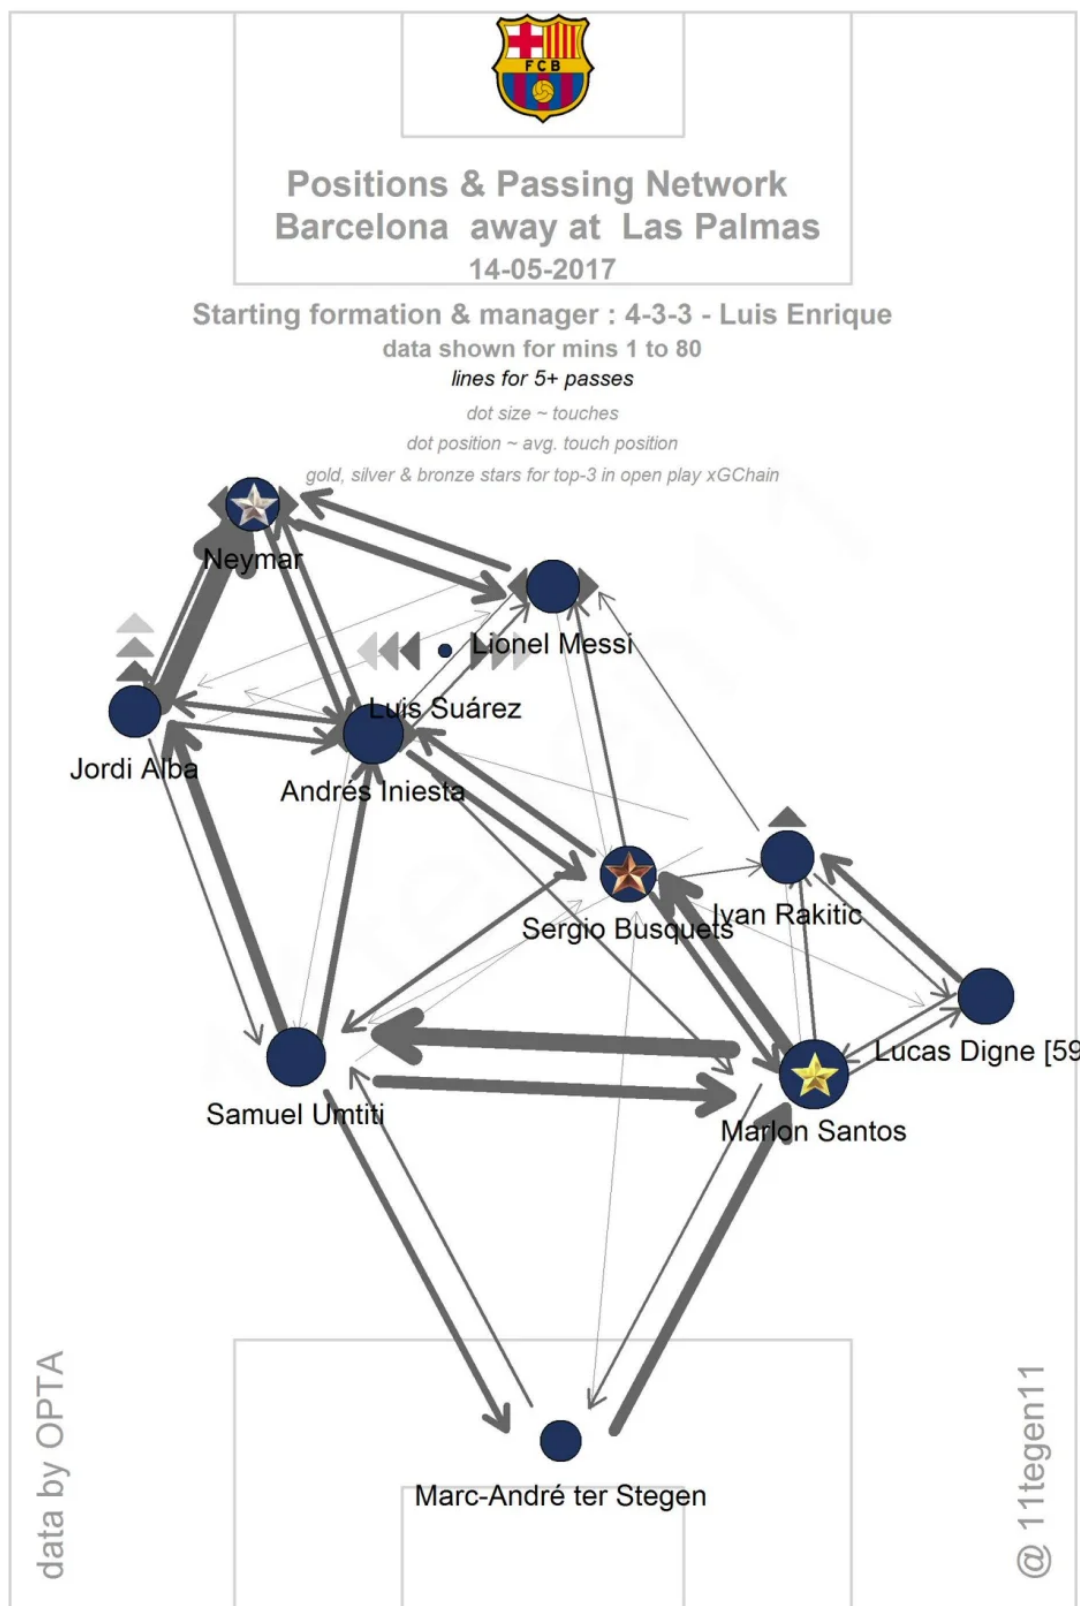 FCB
Positions & Passing Network
Barcelona away at Las Palmas
14-05-2017
Starting formation & manager : 4-3-3 - Luis Enrique
data shown for mins 1 to 80
lines for 5+ passes
dot size ~ touches
dot position ~ avg. touch position
gold, silver & bronze stars for top-3 in open play xGChain
Neymar
Lionel Messi
Luis Suárez
Jordi Alba
Andrés Iniesta
Ivan Rakitic
Sergio Busquets
Lucas Digne [59
Samuel Umtiti
Marlon Santos
Marc-André ter Stegen
data by OPTA
@ 11tegen11